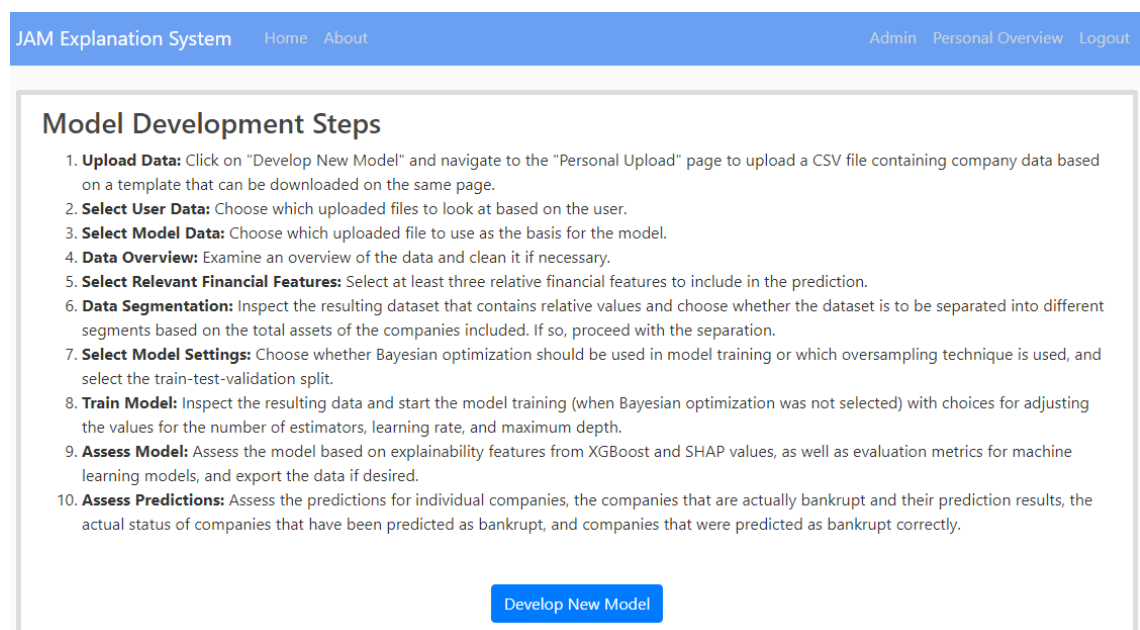 JAM Explanation System Home About Admin Personal Overview Logout
Model Development Steps
1. Upload Data: Click on "Develop New Model" and navigate to the "Personal Upload" page to upload a CSV file containing company data based
on a template that can be downloaded on the same page.
2. Select User Data: Choose which uploaded files to look at based on the user.
3. Select Model Data: Choose which uploaded file to use as the basis for the model.
4. Data Overview: Examine an overview of the data and clean it if necessary.
5. Select Relevant Financial Features: Select at least three relative financial features to include in the prediction.
6. Data Segmentation: Inspect the resulting dataset that contains relative values and choose whether the dataset is to be separated into different
segments based on the total assets of the companies included. If so, proceed with the separation.
7. Select Model Settings: Choose whether Bayesian optimization should be used in model training or which oversampling technique is used, and
select the train-test-validation split.
8. Train Model: Inspect the resulting data and start the model training (when Bayesian optimization was not selected) with choices for adjusting
the values for the number of estimators, learning rate, and maximum depth.
9. Assess Model: Assess the model based on explainability features from XGBoost and SHAP values, as well as evaluation metrics for machine
learning models, and export the data if desired.
10. Assess Predictions: Assess the predictions for individual companies, the companies that are actually bankrupt and their prediction results, the
actual status of companies that have been predicted as bankrupt, and companies that were predicted as bankrupt correctly.
Develop New Model